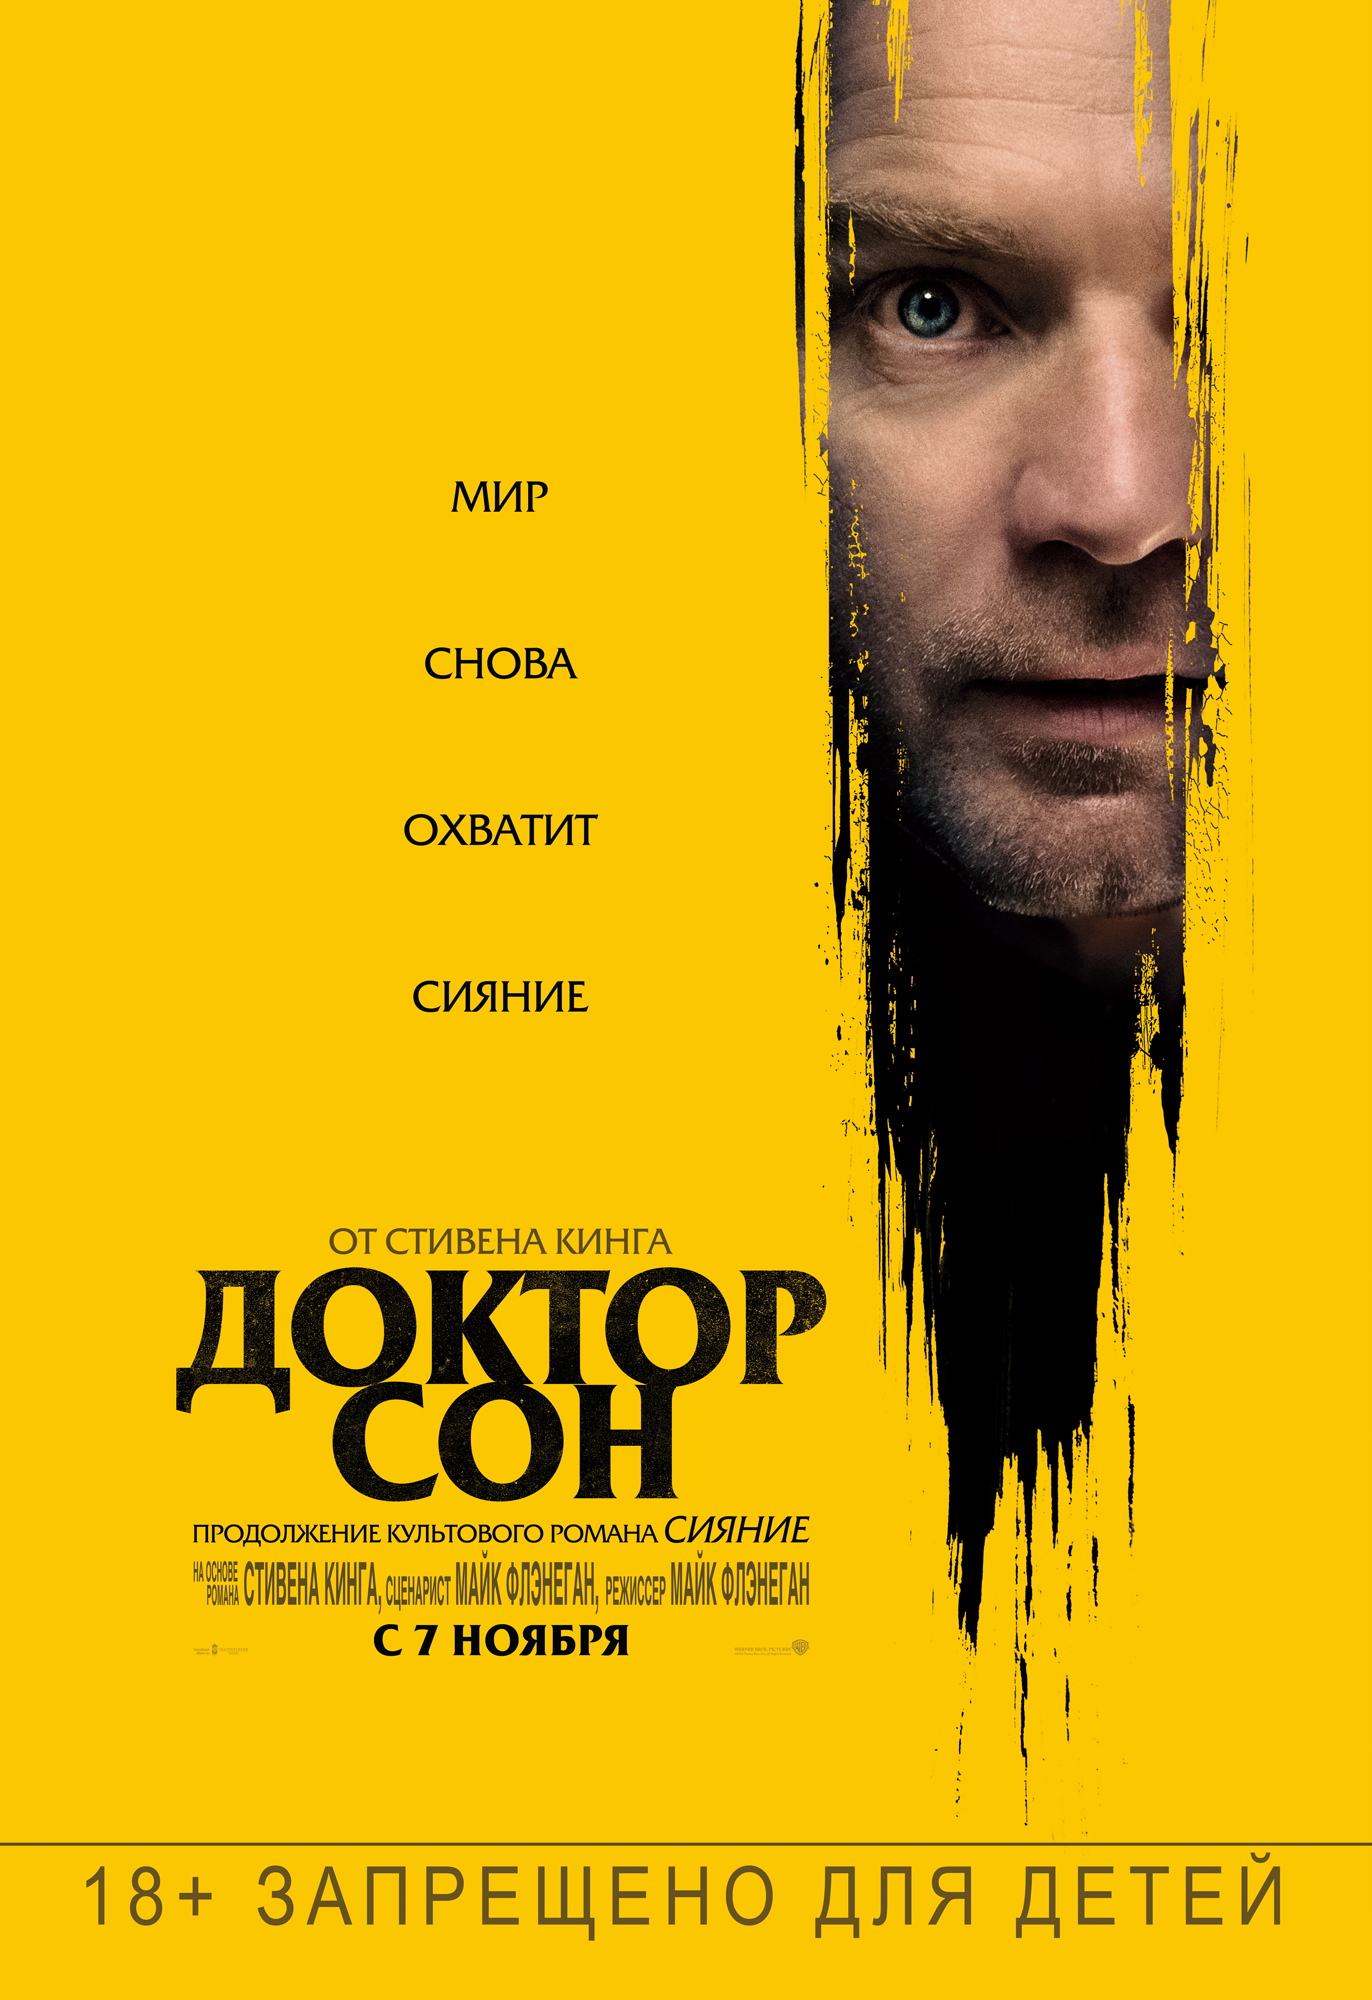 МИР
СНОВА
ОХВАТИТ
СИЯНИЕ
ОТ СТИВЕНА КИНГА
ДОКТОР
СОН
ПРОДОЛЖЕНИЕ КУЛЬТОВОГО РОМАНА СИЯНИЕ
НА ОСНОВЕ РОМАНА СТИВЕНА КИНГА, СЦЕНАРИСТ МАЙК ФЛЭНЕГАН, РЕЖИССЕР МАЙК ФЛЭНЕГАН
С 7 НОЯБРЯ
18+ ЗАПРЕЩЕНО ДЛЯ ДЕТЕЙ